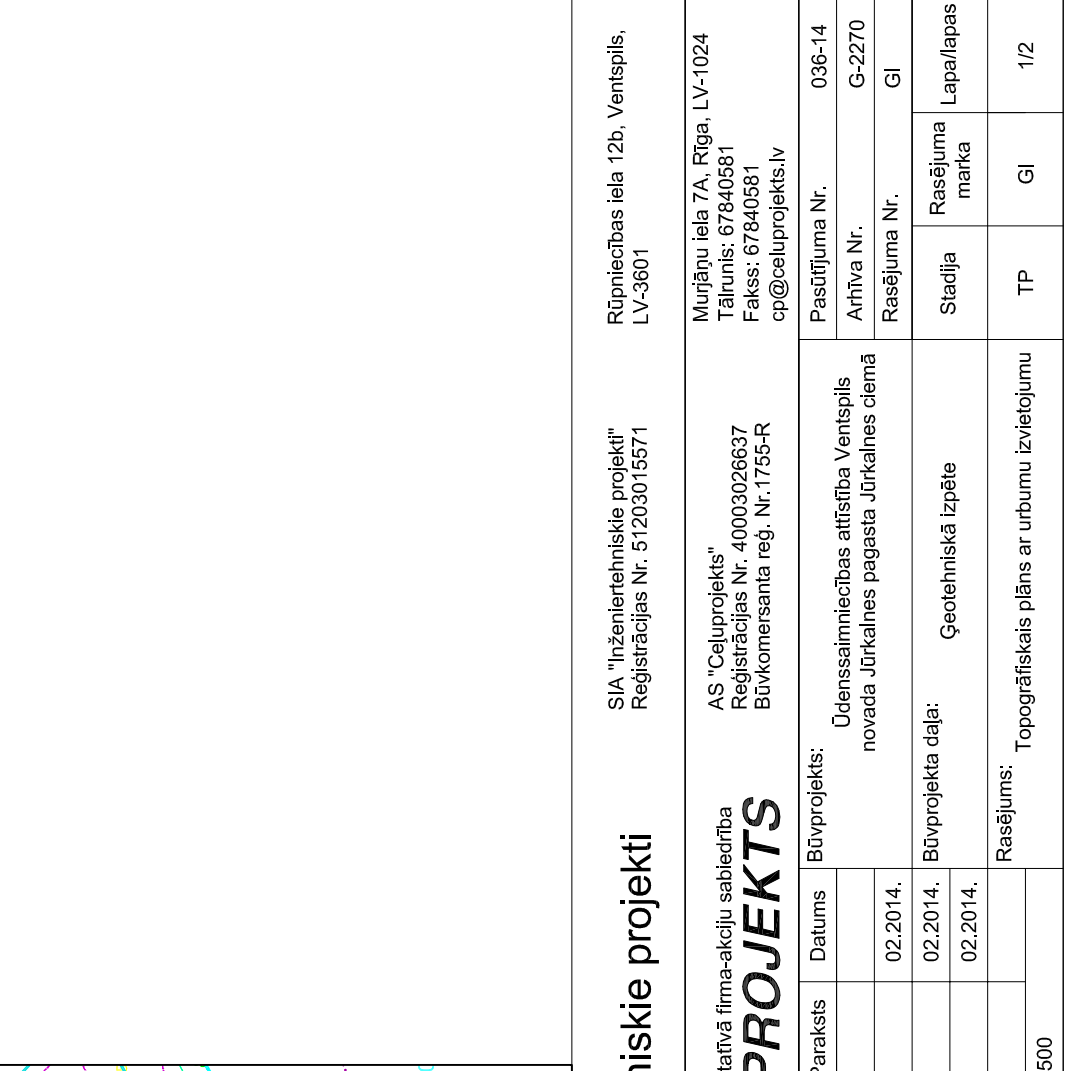 niskie projekti
SIA "Inženiertehniskie projekti"
Reģistrācijas Nr. 51203015571
Rūpniecības iela 12b, Ventspils,
LV-3601
tatīvā firma-akciju sabiedrība
PROJEKTS
AS "Ceļuprojekts"
Reģistrācijas Nr. 40003026637
Būvkomersanta reģ. Nr.1755-R
Murjāņu iela 7A, Rīga, LV-1024
Tālrunis: 67840581
Fakss: 67840581
cp@celuprojekts.lv
Paraksts
Datums
02.2014.
02.2014.
02.2014.
500
Būvprojekts:
Ūdenssaimniecības attīstība Ventspils
novada Jūrkalnes pagasta Jūrkalnes ciemā
Būvprojekta daļa:
Ģeotehniskā izpēte
Rasējums:
Topogrāfiskais plāns ar urbumu izvietojumu
Pasūtījuma Nr. 036-14
Arhīva Nr. G-2270
Rasējuma Nr. GI
Stadija
Rasējuma
marka
Lapa/lapas
TP
GI
1/2